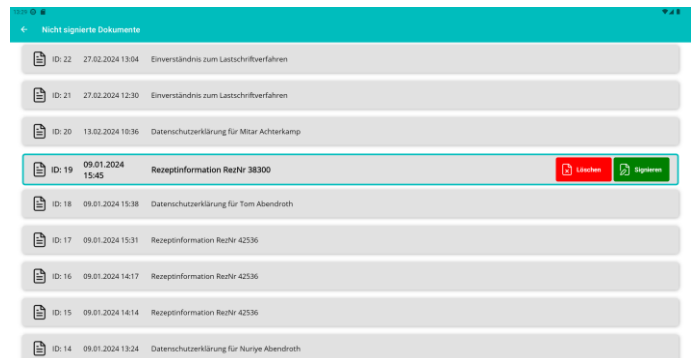 Nicht signierte Dokumente
ID: 22 27.02.2024 13:04 Einverständnis zum Lastschriftverfahren
ID: 21 27.02.2024 12:30 Einverständnis zum Lastschriftverfahren
ID: 20 13.02.2024 10:36 Datenschutzerklärung für Mitar Achterkamp
ID: 19 09.01.2024 15:45 Rezeptinformation RezNr 38300 Löschen Signieren
ID: 18 09.01.2024 15:38 Datenschutzerklärung für Tom Abendroth
ID: 17 09.01.2024 15:31 Rezeptinformation RezNr 42536
ID: 16 09.01.2024 14:17 Rezeptinformation RezNr 42536
ID: 15 09.01.2024 14:14 Rezeptinformation RezNr 42536
ID: 14 09.01.2024 13:24 Datenschutzerklärung für Nuriye Abendroth